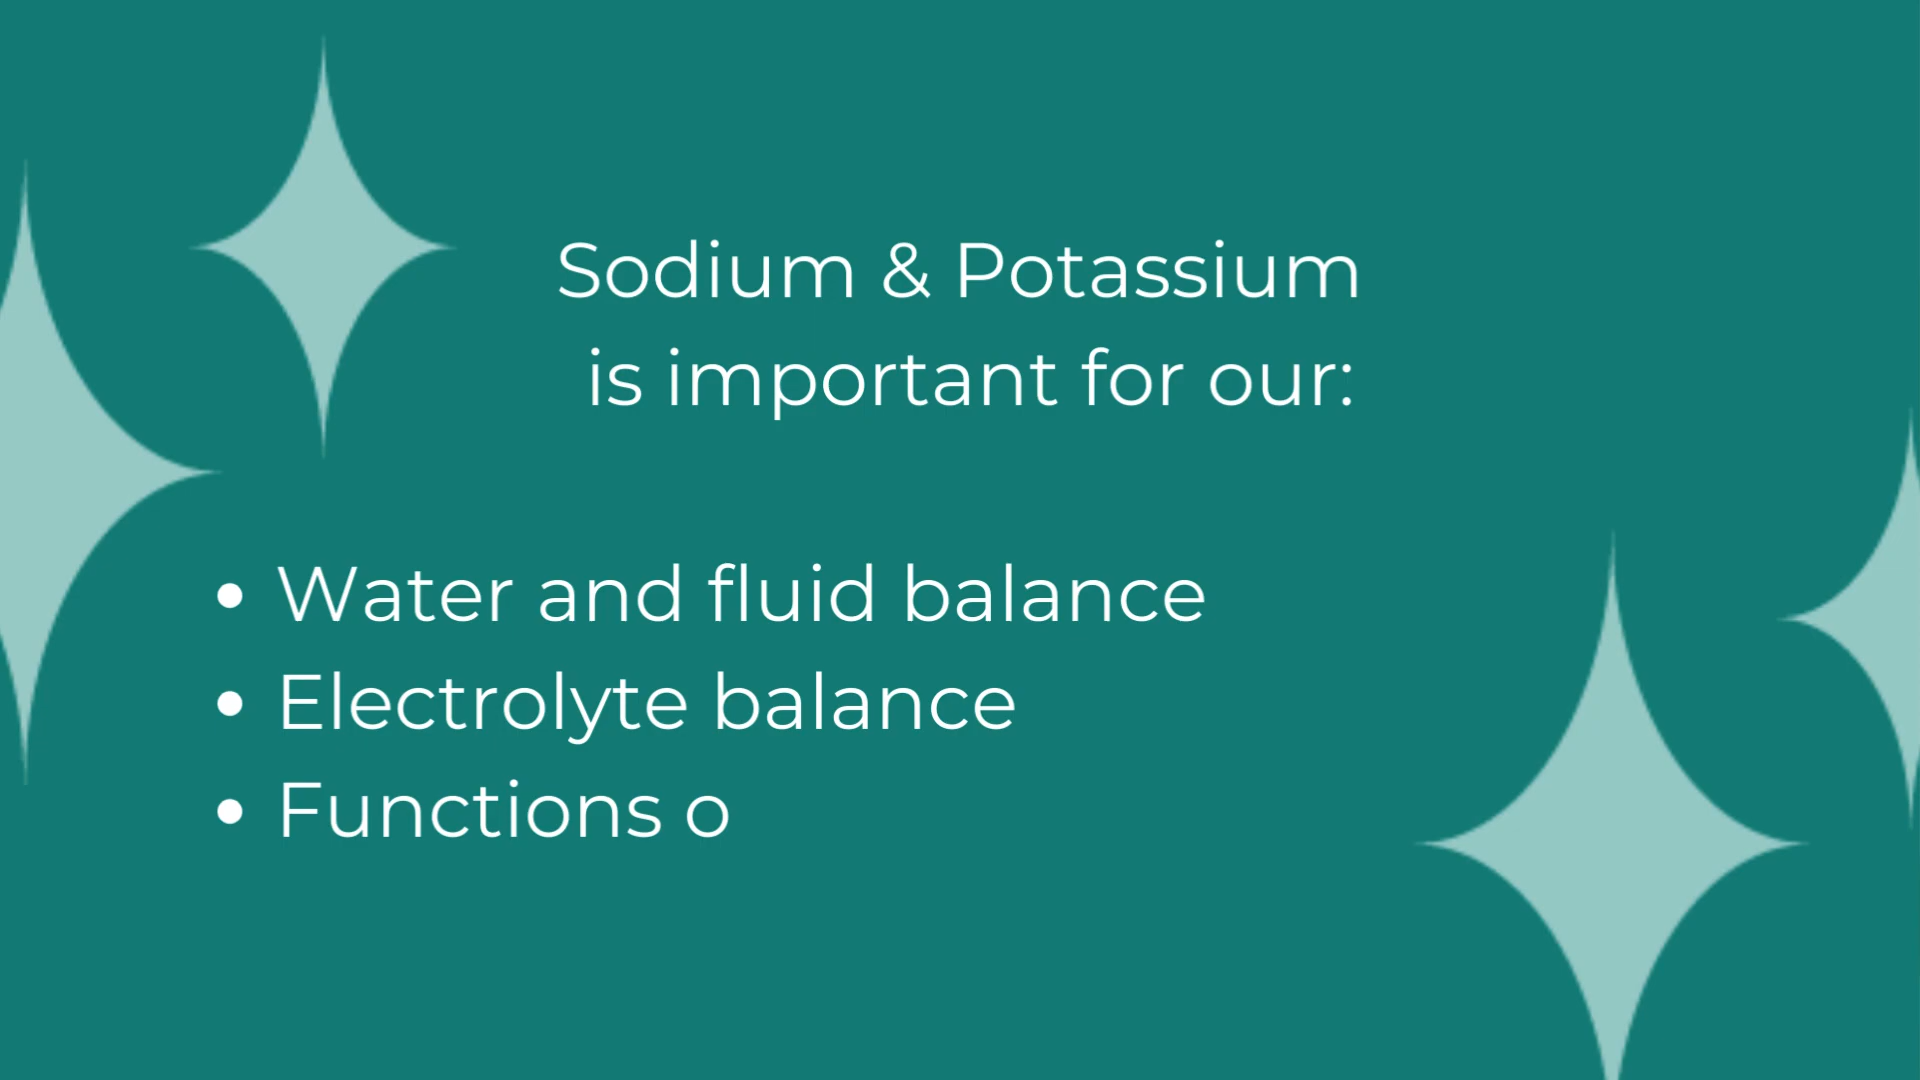 Sodium & Potassium
is important for our:
• Water and fluid balance
• Electrolyte balance
• Functions o